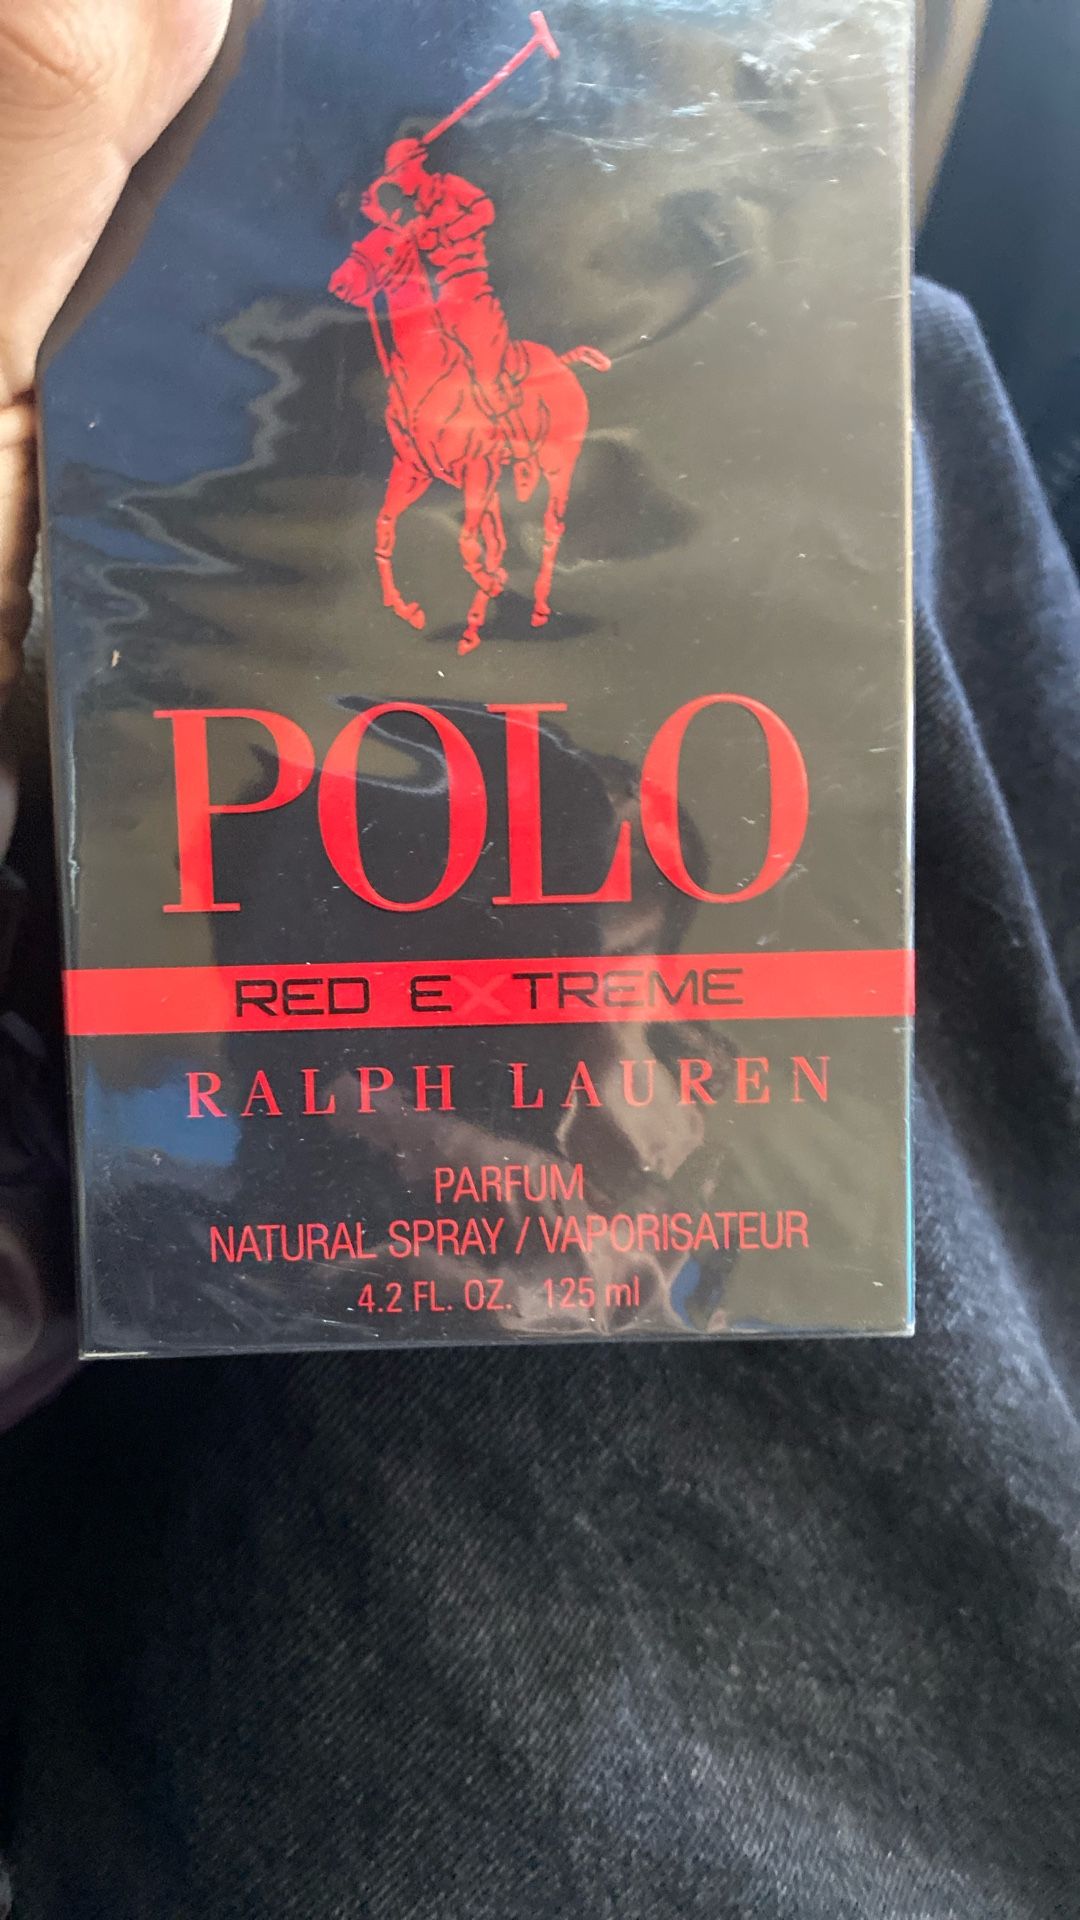 POLO
RED EXTREME
RALPH LAUREN
PARFUM
NATURAL SPRAY / VAPORISATEUR
4.2 FL. OZ. 125 ml